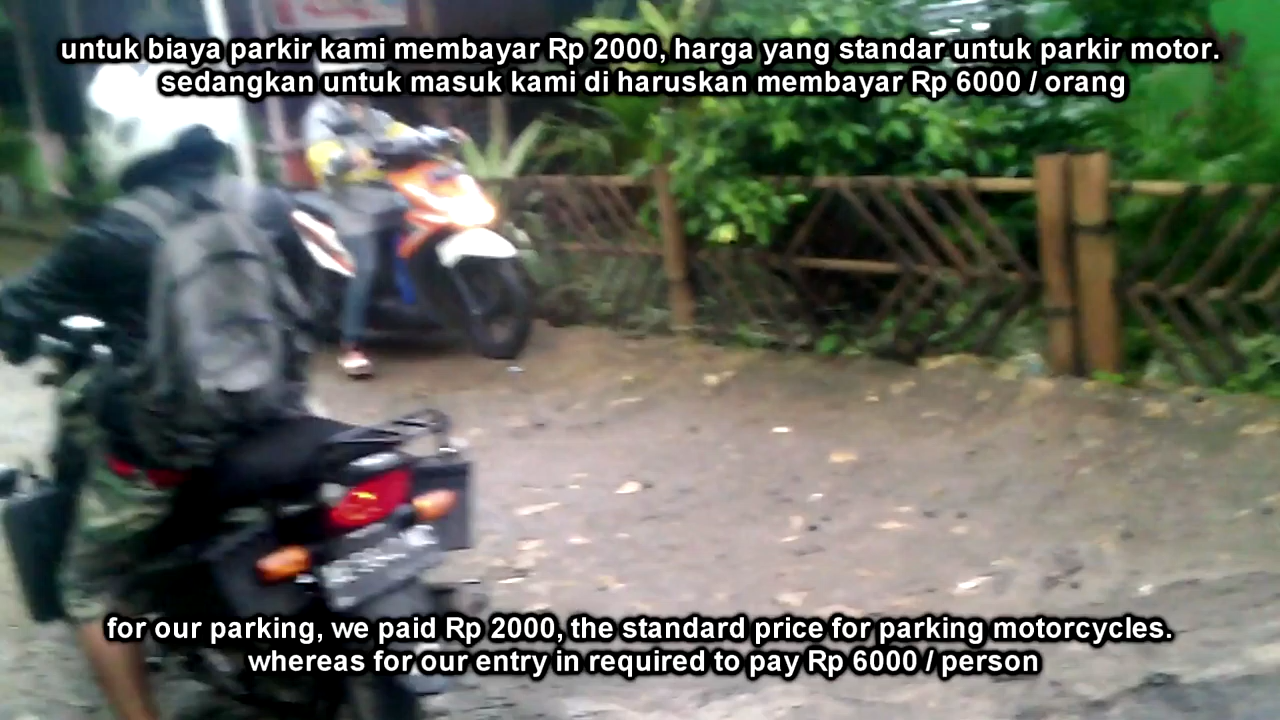 untuk biaya parkir kami membayar Rp 2000, harga yang standar untuk parkir motor.
sedangkan untuk masuk kami di haruskan membayar Rp 6000 / orang
for our parking, we paid Rp 2000, the standard price for parking motorcycles.
whereas for our entry in required to pay Rp 6000 / person